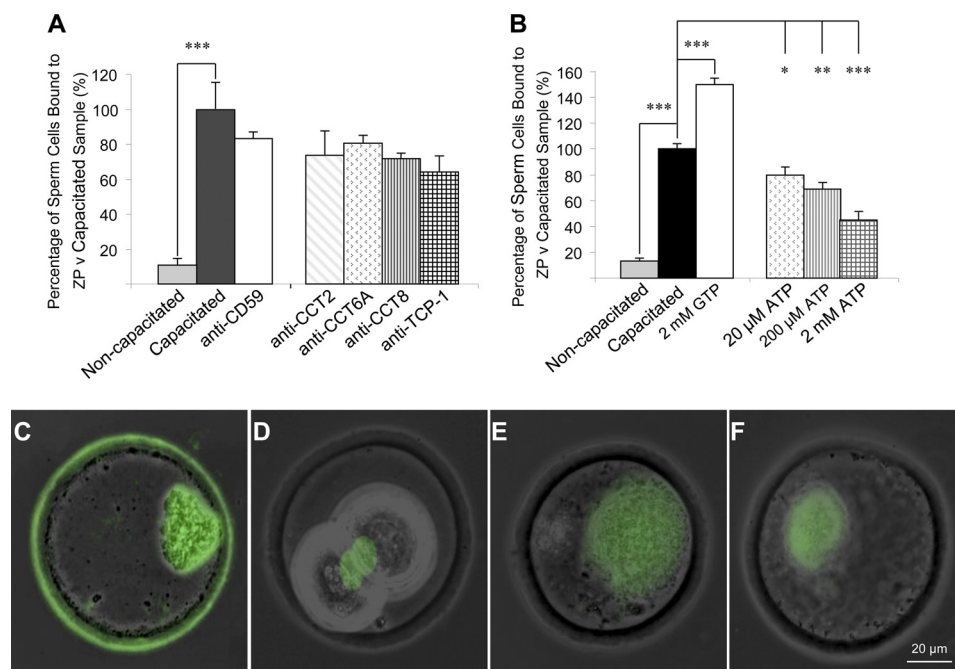 A
Percentage of Sperm Cells Bound to
ZP v Capacitated Sample (%)
***
120
100
80
60
40
20
Non-capacitated
Capacitated
anti-CD59
anti-CCT2
anti-CCT6A
anti-CCT8
anti-TCP-1
B
Percentage of Sperm Cells Bound to
ZP v Capacitated Sample (%)
***
***
*
**
***
160
140
120
100
80
60
40
20
Non-capacitated
Capacitated
2 mM GTP
20 µM ATP
200 µM ATP
2 mM ATP
C
D
E
F
20 µm